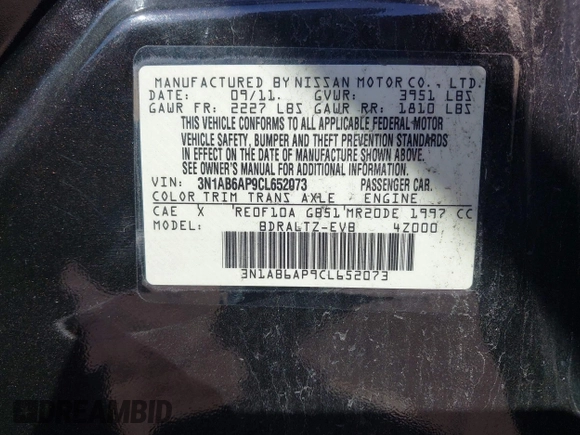 MANUFACTURED BY NISSAN MOTOR CO., LTD.
DATE: 09/11. GVWR: 3951 LBS
GAWR FR: 2227 LBS GAWR RR: 1810 LBS
THIS VEHICLE CONFORMS TO ALL APPLICABLE FEDERAL MOTOR
VEHICLE SAFETY, BUMPER AND THEFT PREVENTION STANDARDS
IN EFFECT ON THE DATE OF MANUFACTURE SHOWN ABOVE.
SEE OWNERS MANUAL FOR ADDITIONAL INFORMATION.
VIN: 3N1AB6AP9CL652073 PASSENGER CAR.
COLOR TRIM TRANS AXLE ENGINE
CAE X RE0F10A GB51 MR20DE 1997 CC
MODEL: BDRALTZ-EVB 4Z000
3N1AB6AP9CL652073
DREAMBID